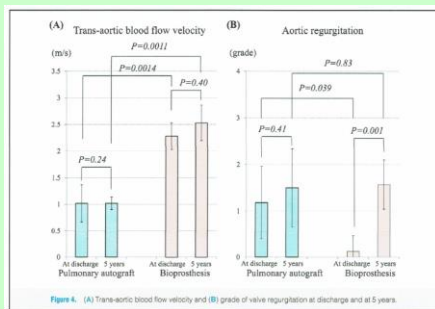 (A) Trans-aortic blood flow velocity
(m/s)
P=0.0011
P=0.0014
P=0.40
P=0.24
3.5
3
2.5
2
1.5
1
0.5
0
At discharge 5 years At discharge 5 years
Pulmonary autograft Bioprosthesis
(B) Aortic regurgitation
(grade)
P=0.83
P=0.039
P=0.41
P=0.001
4
3
2
1
0
At discharge 5 years At discharge 5 years
Pulmonary autograft Bioprosthesis
Figure 4. (A) Trans-aortic blood flow velocity and (B) grade of valve regurgitation at discharge and at 5 years.